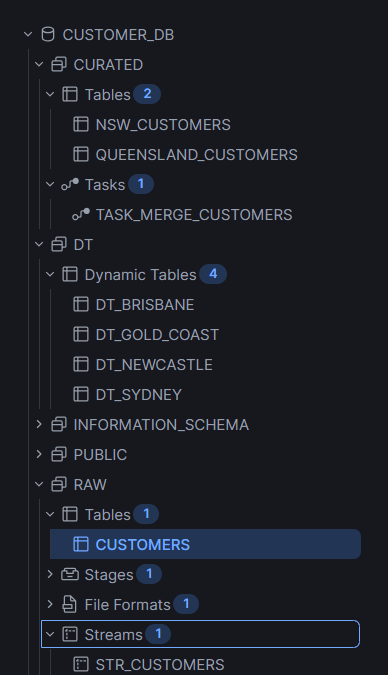 CUSTOMER_DB
CURATED
Tables 2
NSW_CUSTOMERS
QUEENSLAND_CUSTOMERS
Tasks 1
TASK_MERGE_CUSTOMERS
DT
Dynamic Tables 4
DT_BRISBANE
DT_GOLD_COAST
DT_NEWCASTLE
DT_SYDNEY
INFORMATION_SCHEMA
PUBLIC
RAW
Tables 1
CUSTOMERS
Stages 1
File Formats 1
Streams 1
STR_CUSTOMERS